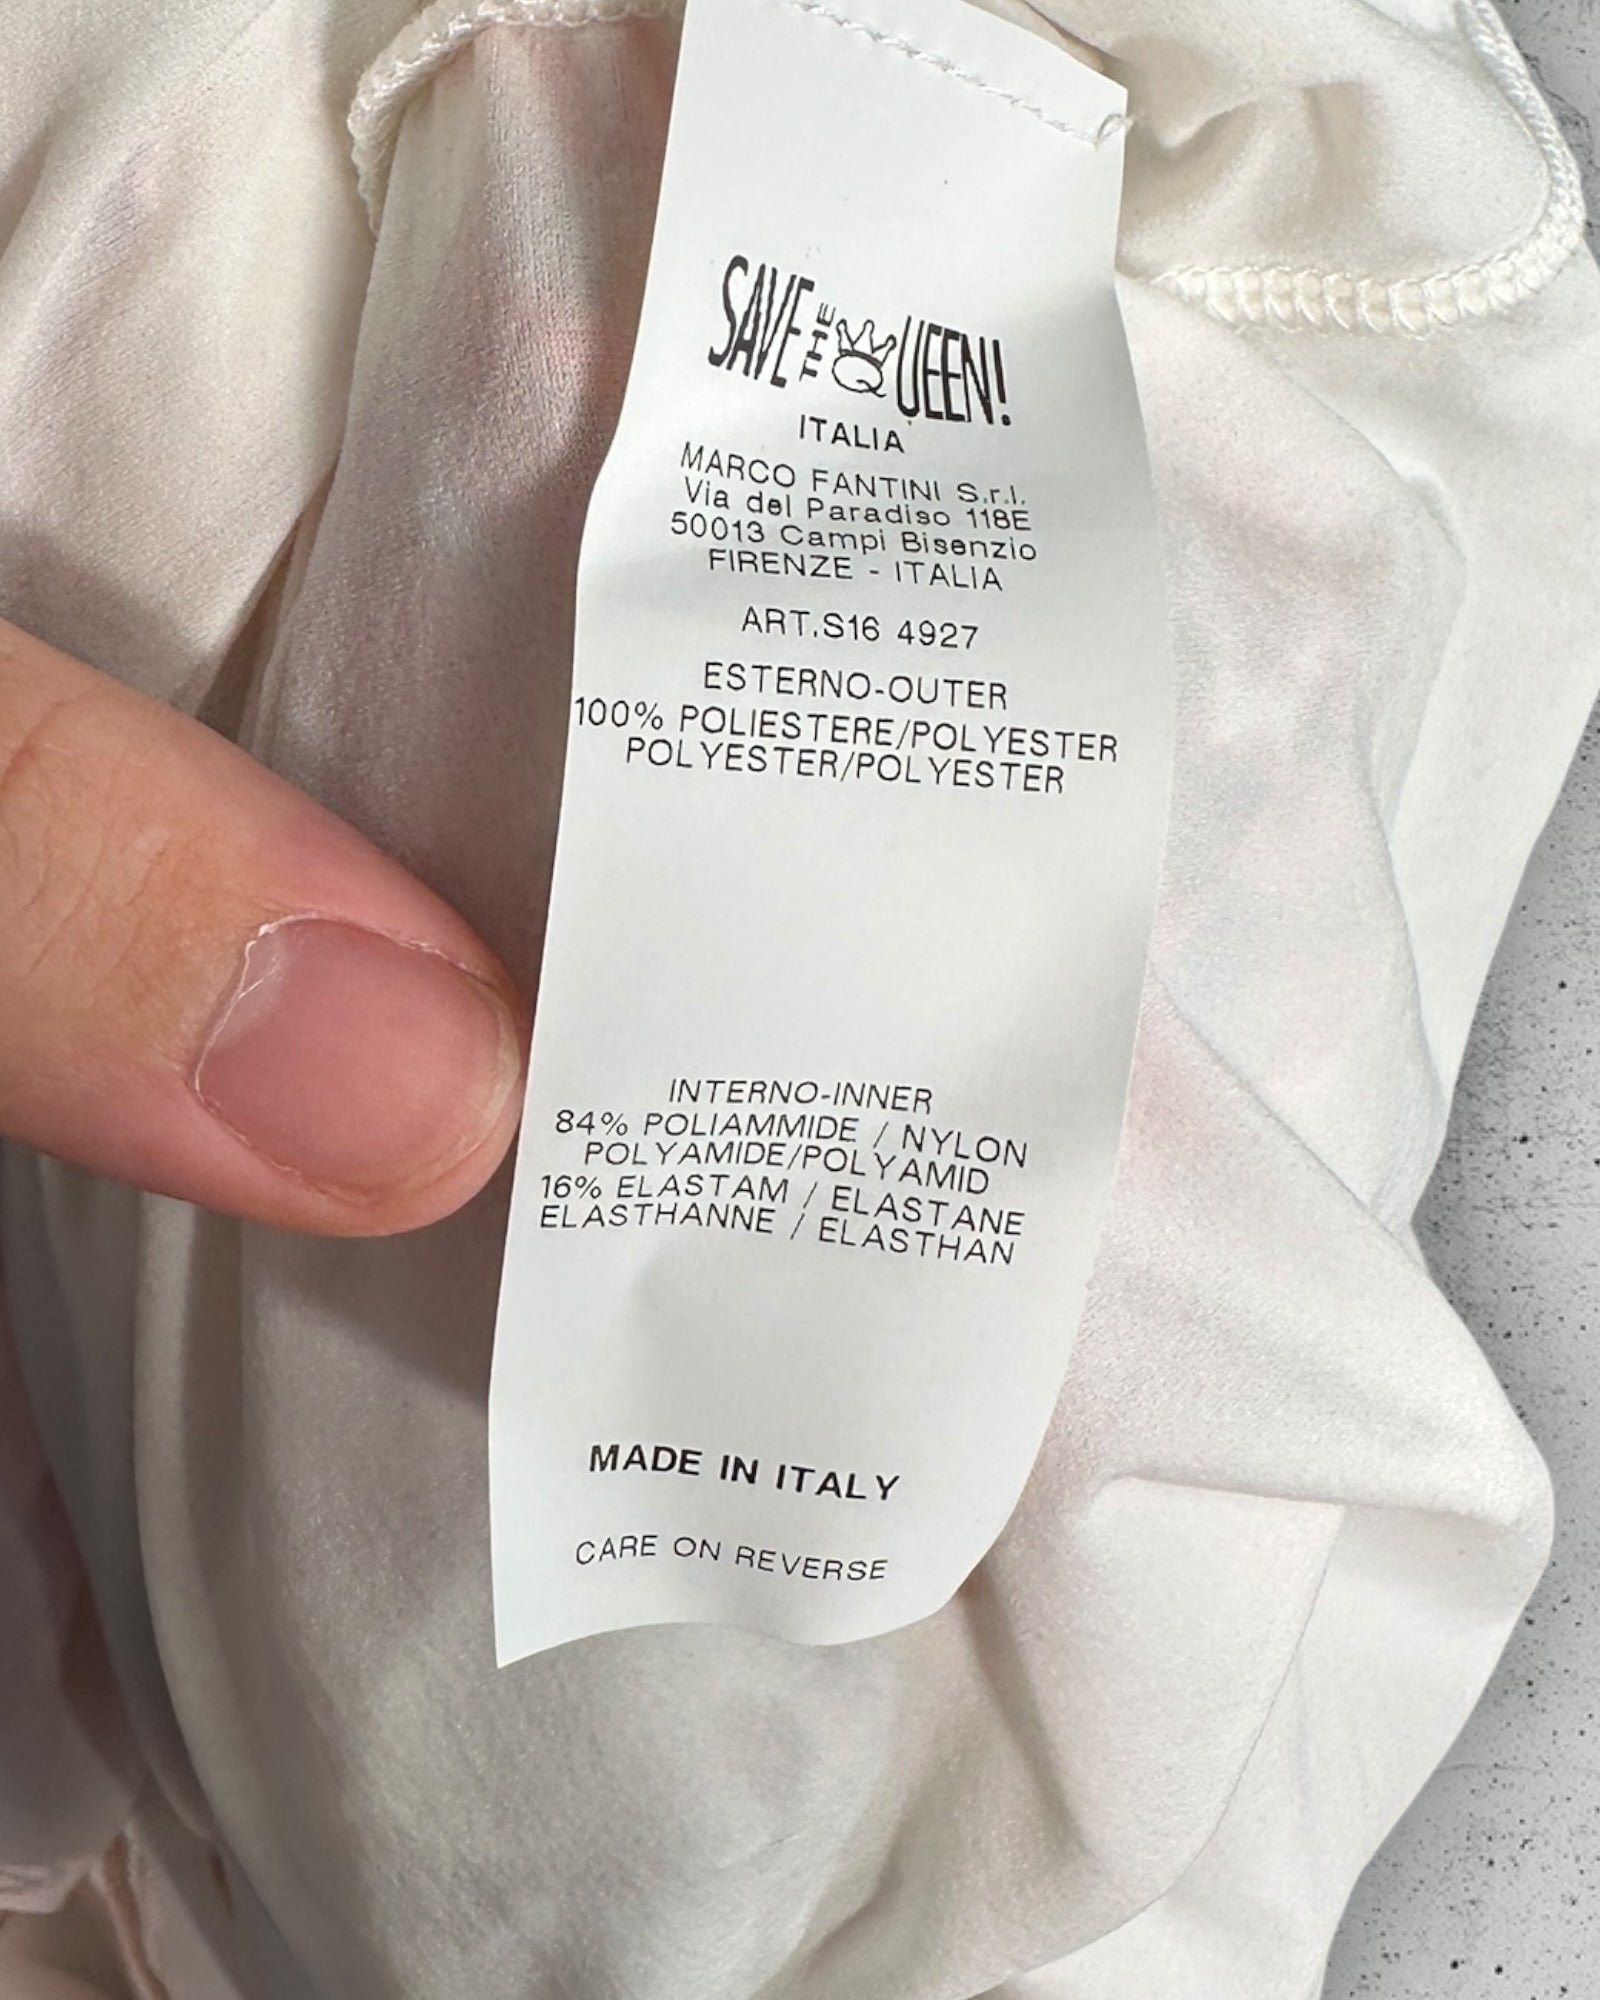 SAVE THE QUEEN!
ITALIA
MARCO FANTINI S.r.l.
Via del Paradiso 118E
50013 Campi Bisenzio
FIRENZE - ITALIA
ART.S16 4927
ESTERNO-OUTER
100% POLIESTERE/POLYESTER
POLYESTER/POLYESTER
INTERNO-INNER
84% POLIAMMIDE / NYLON
POLYAMIDE/POLYAMID
16% ELASTAM / ELASTANE
ELASTHANNE / ELASTHAN
MADE IN ITALY
CARE ON REVERSE